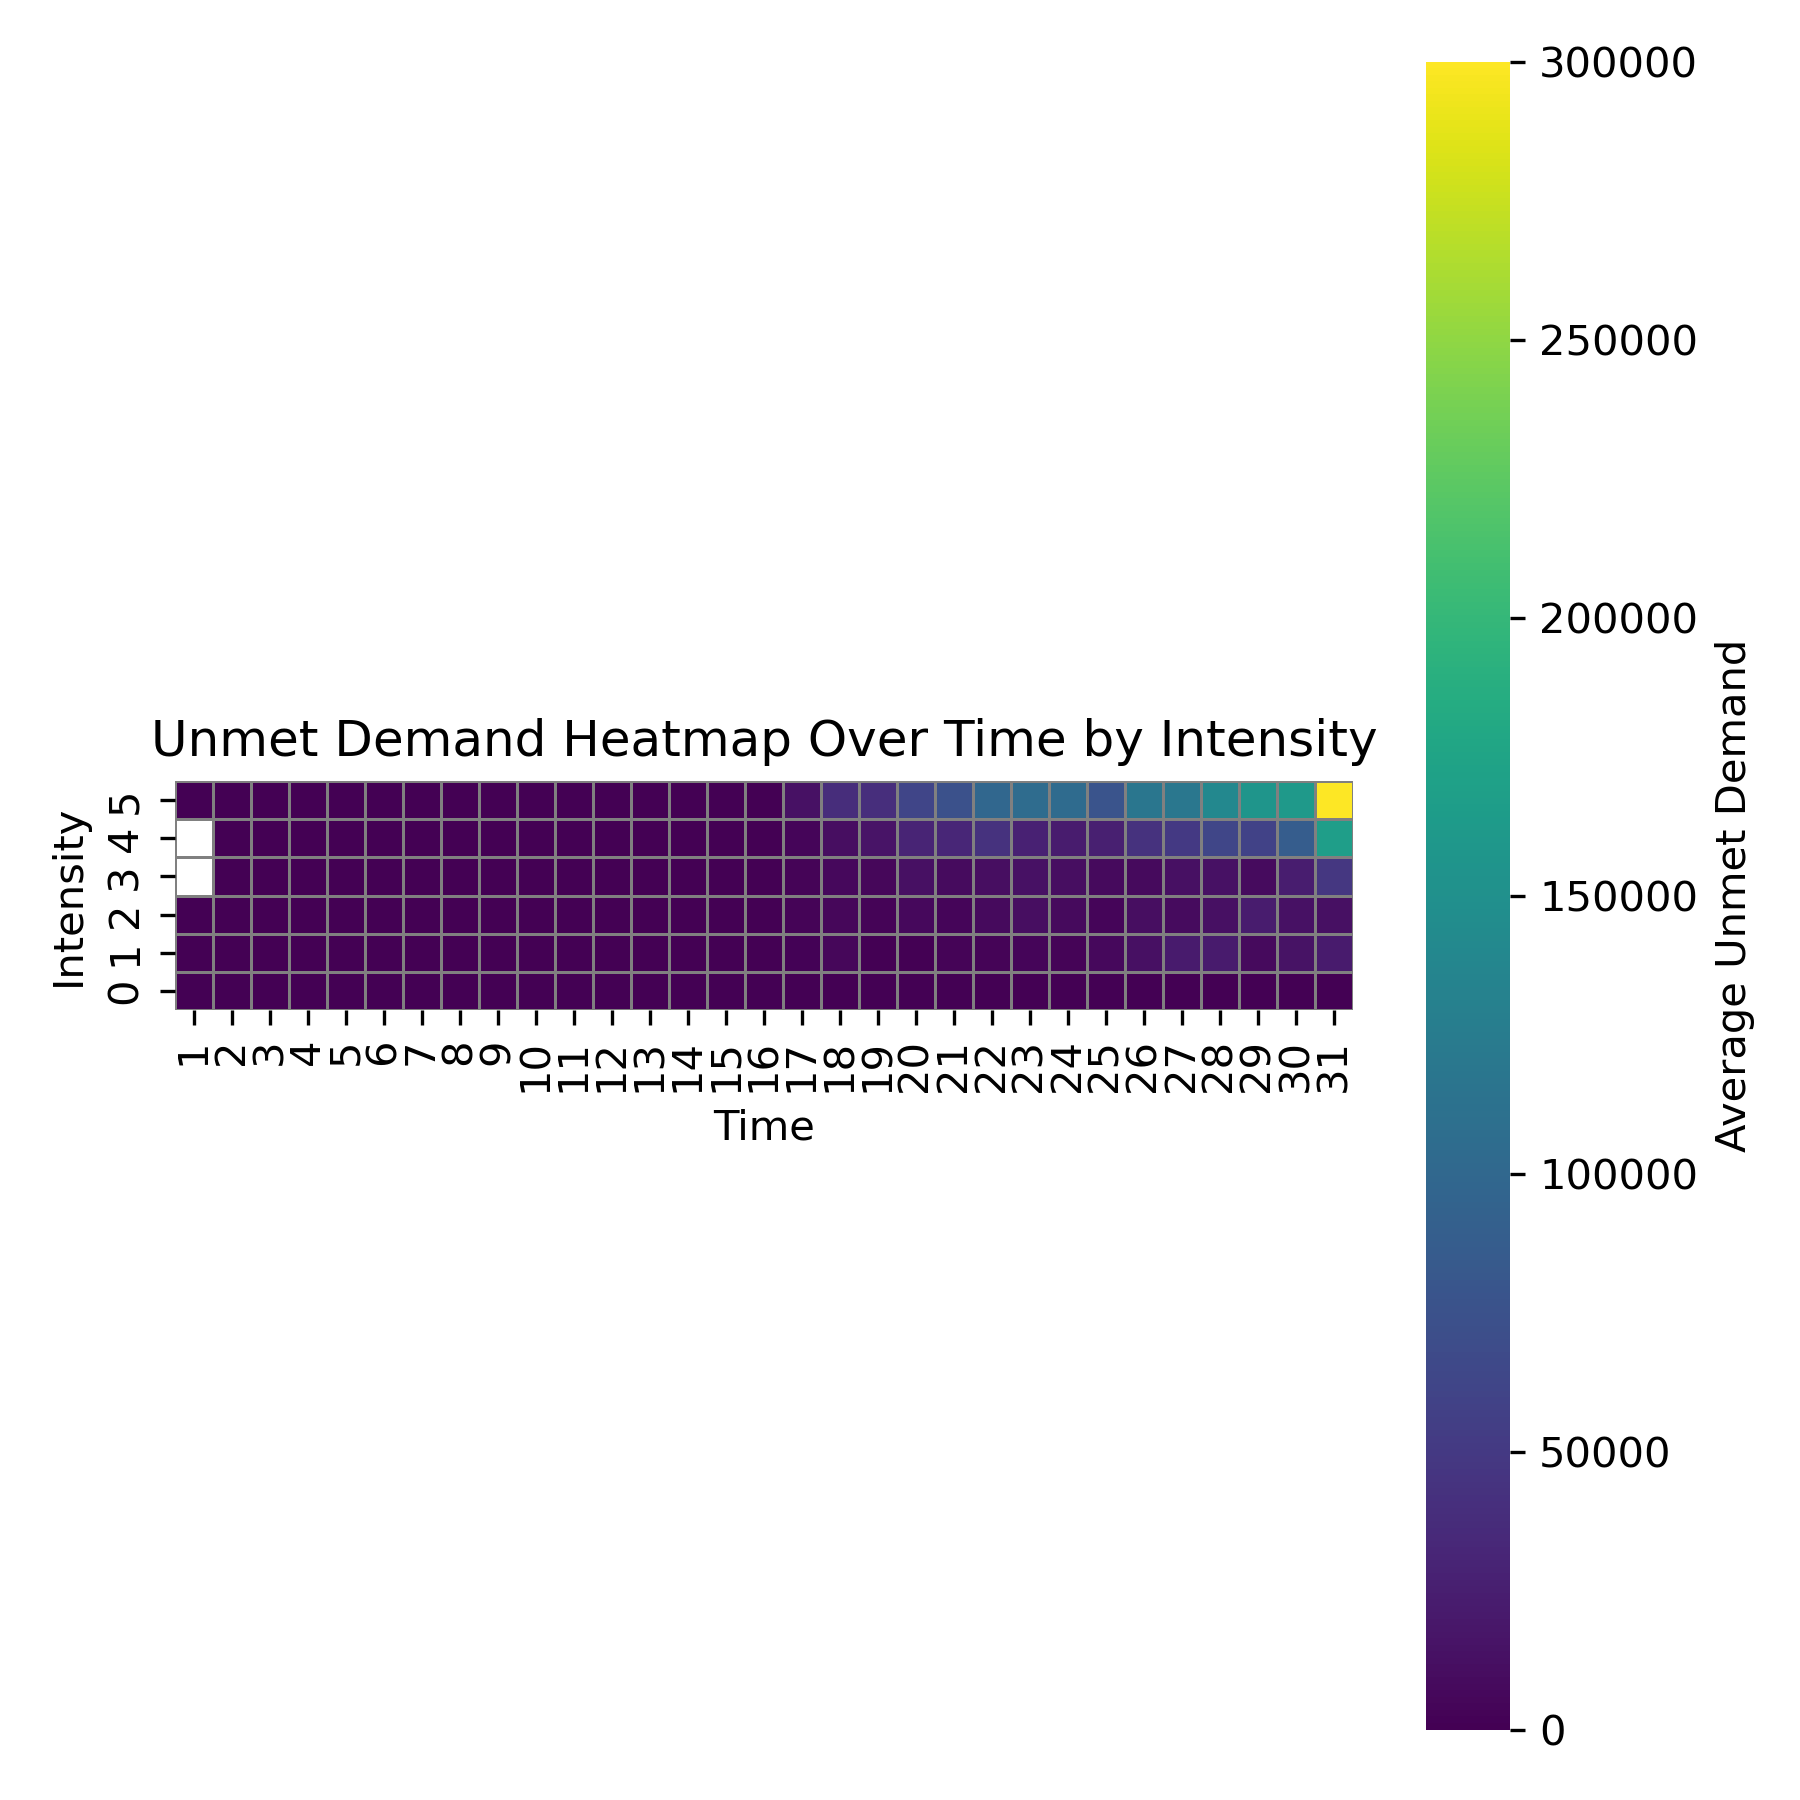 Unmet Demand Heatmap Over Time by Intensity
Intensity
5
4
3
2
1
0
1 2 3 4 5 6 7 8 9 10 11 12 13 14 15 16 17 18 19 20 21 22 23 24 25 26 27 28 29 30 31
Time
300000
250000
200000
150000
100000
50000
0
Average Unmet Demand